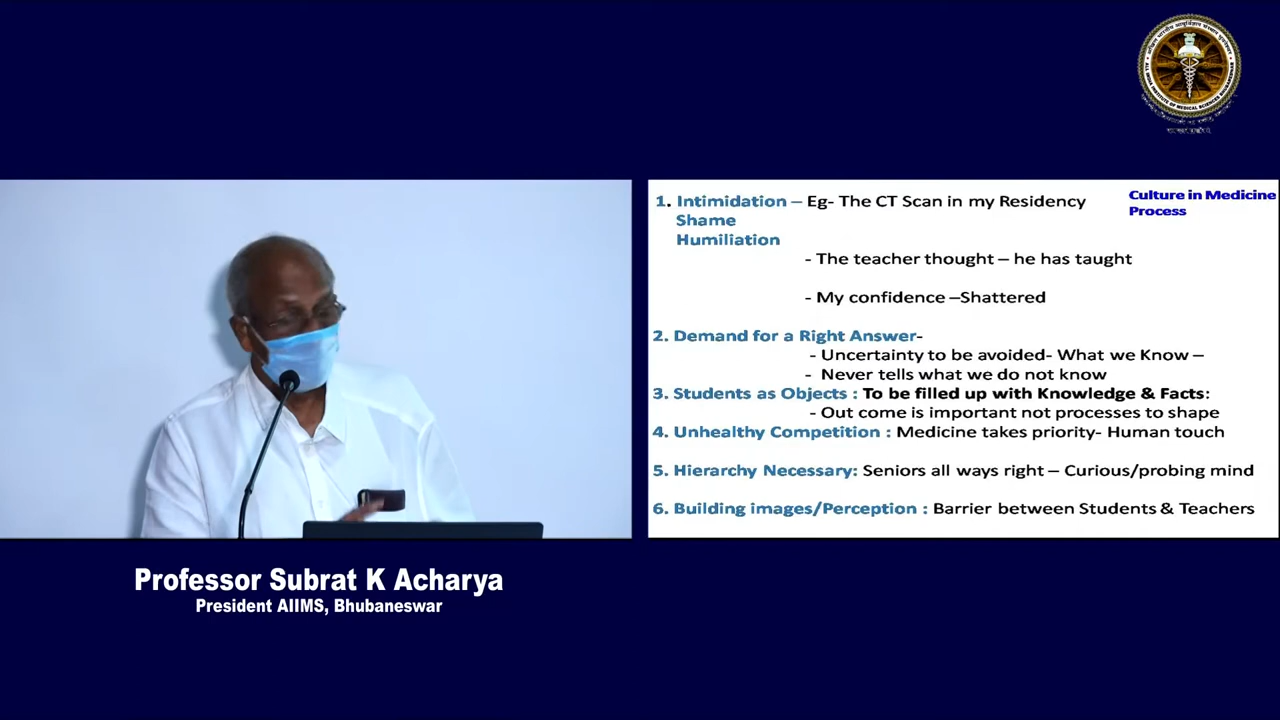 Culture in Medicine
Process
1. Intimidation – Eg- The CT Scan in my Residency
Shame
Humiliation
- The teacher thought – he has taught
- My confidence –Shattered
2. Demand for a Right Answer-
- Uncertainty to be avoided- What we Know –
- Never tells what we do not know
3. Students as Objects : To be filled up with Knowledge & Facts:
- Out come is important not processes to shape
4. Unhealthy Competition : Medicine takes priority- Human touch
5. Hierarchy Necessary: Seniors all ways right – Curious/probing mind
6. Building images/Perception : Barrier between Students & Teachers
Professor Subrat K Acharya
President AIIMS, Bhubaneswar